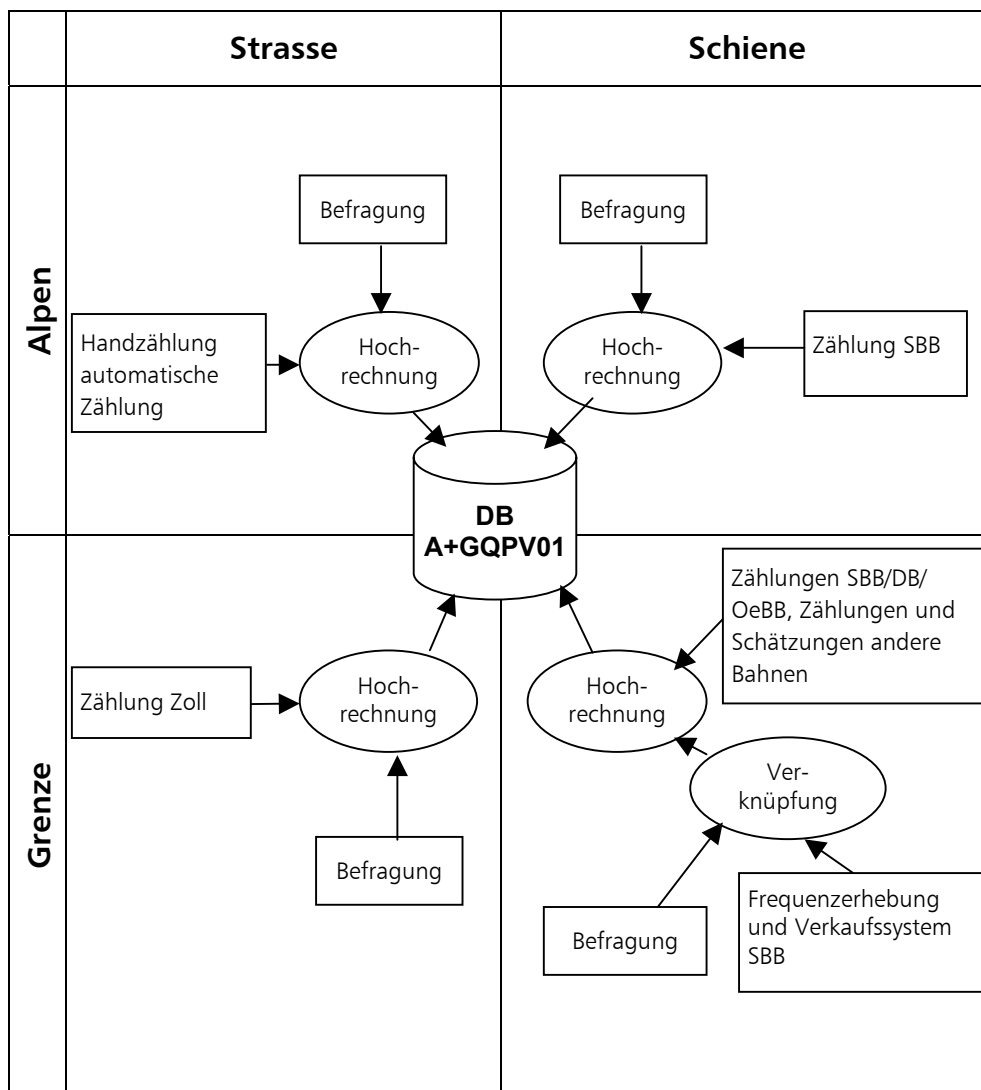 Strasse
Schiene
Alpen
Befragung
Handzählung
automatische
Zählung
Hoch-
rechnung
Befragung
Hoch-
rechnung
Zählung SBB
DB
A+GQPV01
Grenze
Zählung Zoll
Hoch-
rechnung
Befragung
Zählungen SBB/DB/
OeBB, Zählungen und
Schätzungen andere
Bahnen
Hoch-
rechnung
Ver-
knüpfung
Befragung
Frequenzerhebung
und Verkaufssystem
SBB